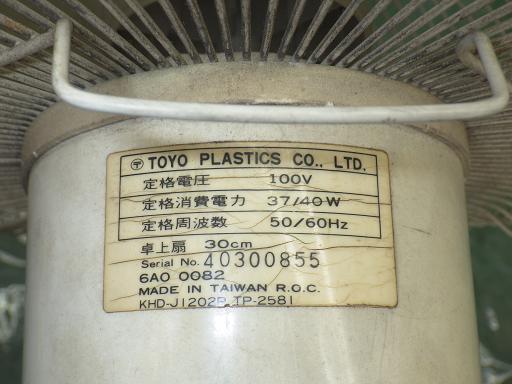 〶 TOYO PLASTICS CO., LTD.
定格電圧 100V
定格消費電力 37/40W
定格周波数 50/60Hz
卓上扇 30cm
Serial No. 40300855
6A0 0082
MADE IN TAIWAN R.O.C.
KHD-J1202B TP-2581